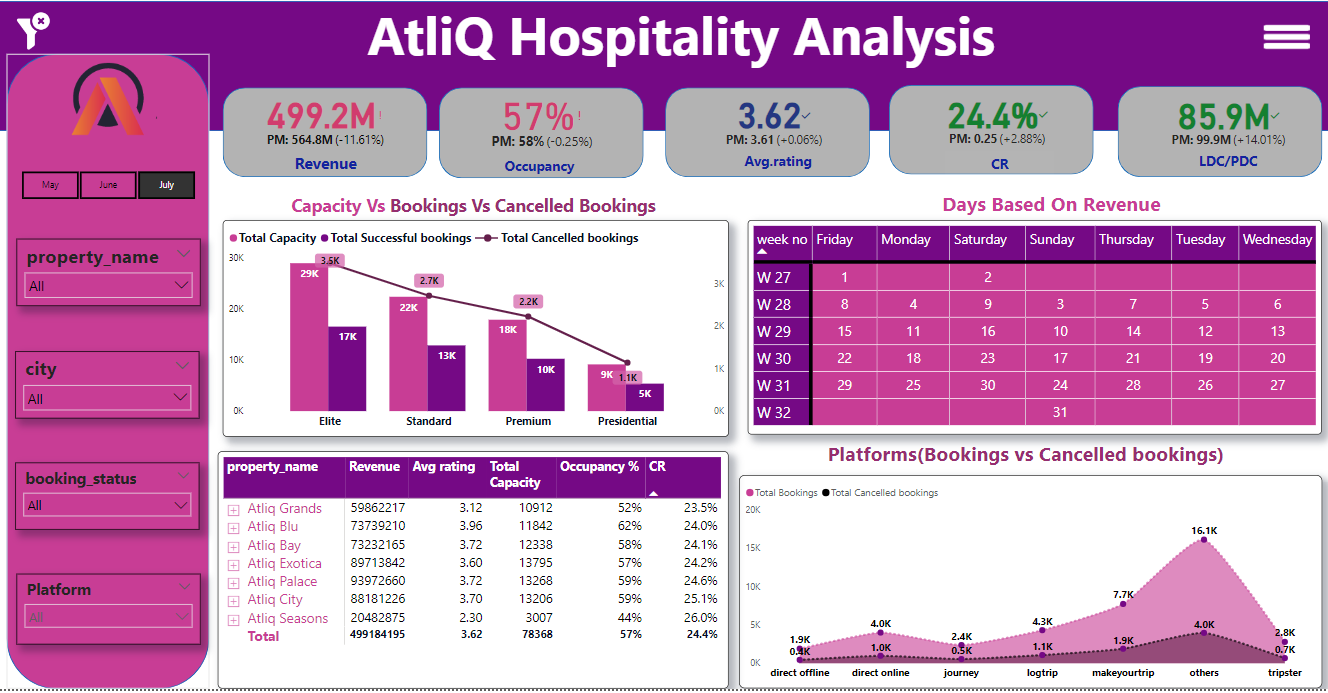 AtliQ Hospitality Analysis
499.2M!
PM: 564.8M (-11.61%)
Revenue
57%!
PM: 58% (-0.25%)
Occupancy
3.62
PM: 3.61 (+0.06%)
Avg.rating
24.4%
PM: 0.25 (+2.88%)
CR
85.9M
PM: 99.9M (+14.01%)
LDC/PDC
May June July
property_name
All
city
All
booking_status
All
Platform
All
Capacity Vs Bookings Vs Cancelled Bookings
Total Capacity Total Successful bookings Total Cancelled bookings
30K
20K
10K
0K
3K
2K
1K
0K
29K 17K 3.5K
22K 13K 2.7K
18K 10K 2.2K
9K 5K 1.1K
Elite Standard Premium Presidential
Days Based On Revenue
week no Friday Monday Saturday Sunday Thursday Tuesday Wednesday
W 27 1 2
W 28 8 4 9 3 7 5 6
W 29 15 11 16 10 14 12 13
W 30 22 18 23 17 21 19 20
W 31 29 25 30 24 28 26 27
W 32 31
property_name Revenue Avg rating Total Capacity Occupancy % CR
Atliq Grands 59862217 3.12 10912 52% 23.5%
Atliq Blu 73739210 3.96 11842 62% 24.0%
Atliq Bay 73232165 3.72 12338 58% 24.1%
Atliq Exotica 89713842 3.60 13795 57% 24.2%
Atliq Palace 93972660 3.72 13268 59% 24.6%
Atliq City 88181226 3.70 13206 59% 25.1%
Atliq Seasons 20482875 2.30 3007 44% 26.0%
Total 499184195 3.62 78368 57% 24.4%
Platforms(Bookings vs Cancelled bookings)
Total Bookings Total Cancelled bookings
20K
15K
10K
5K
0K
1.9K 4.0K 2.4K 4.3K 7.7K 16.1K 2.8K
0.4K 1.0K 0.5K 1.1K 1.9K 4.0K 0.7K
direct offline direct online journey logtrip makeyourtrip others tripster